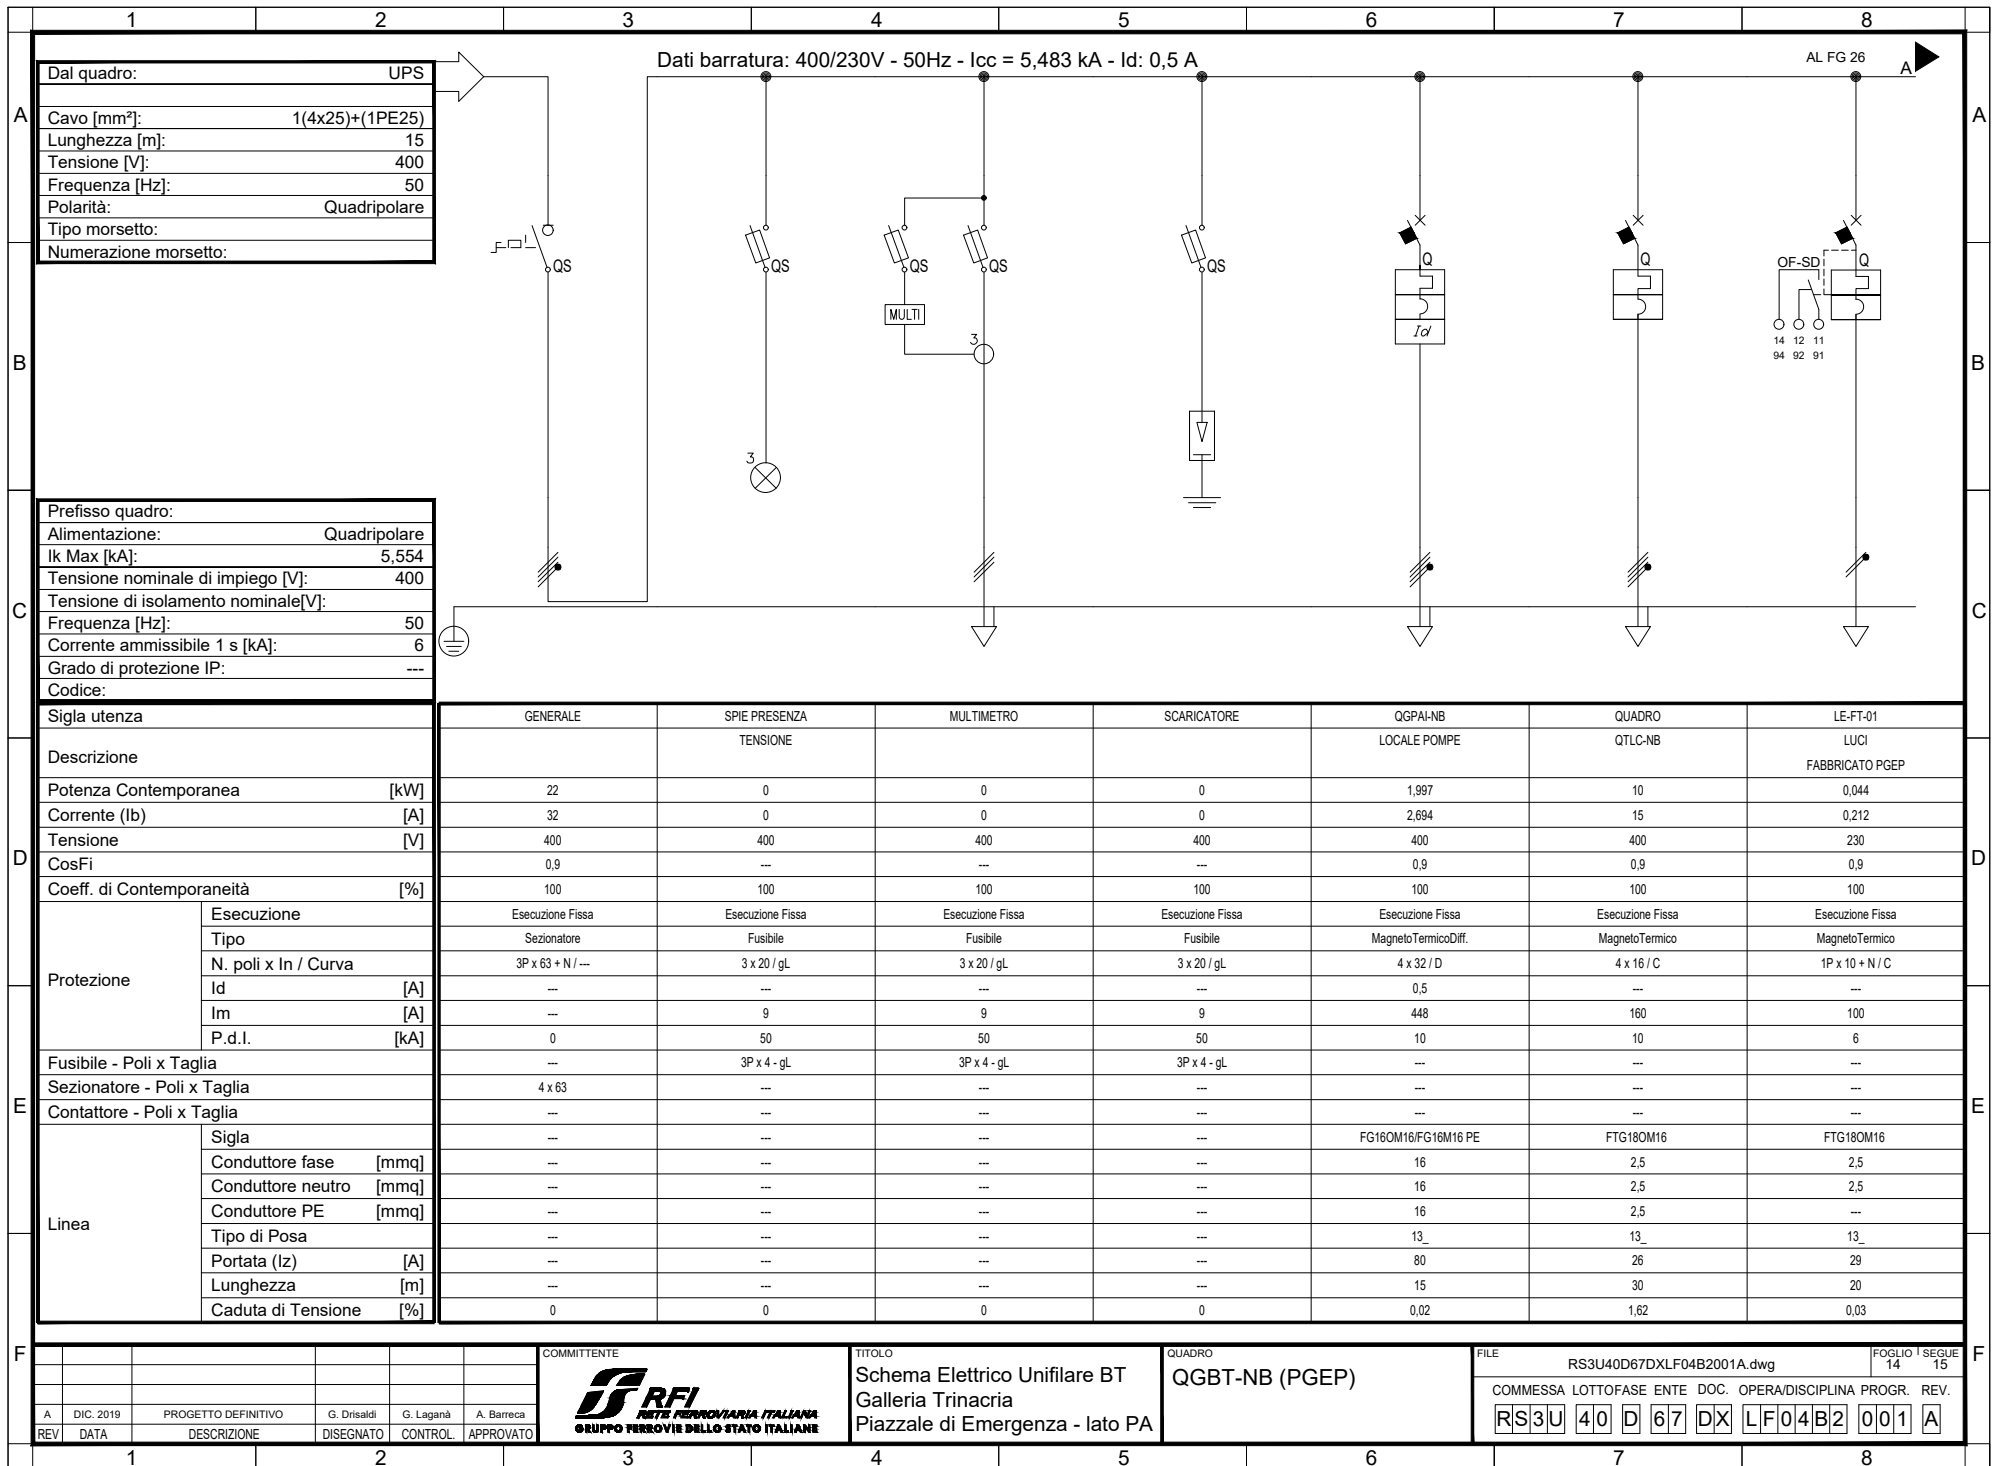 1 2 3 4 5 6 7 8
Dati barratura: 400/230V - 50Hz - Icc = 5,483 kA - Id: 0,5 A
AL FG 26
A
A A
B B
C C
D D
E E
F F
Dal quadro: UPS
Cavo [mm²]: 1(4x25)+(1PE25)
Lunghezza [m]: 15
Tensione [V]: 400
Frequenza [Hz]: 50
Polarità: Quadripolare
Tipo morsetto:
Numerazione morsetto:
QS QS QS QS QS Q Q Q
OF-SD
MULTI
Id
3
3
14 12 11
94 92 91
Prefisso quadro:
Alimentazione: Quadripolare
Ik Max [kA]: 5,554
Tensione nominale di impiego [V]: 400
Tensione di isolamento nominale[V]:
Frequenza [Hz]: 50
Corrente ammissibile 1 s [kA]: 6
Grado di protezione IP: ---
Codice:
Sigla utenza GENERALE SPIE PRESENZA MULTIMETRO SCARICATORE QGPAI-NB QUADRO LE-FT-01
Descrizione TENSIONE LOCALE POMPE QTLC-NB LUCI
FABBRICATO PGEP
Potenza Contemporanea [kW] 22 0 0 0 1,997 10 0,044
Corrente (Ib) [A] 32 0 0 0 2,694 15 0,212
Tensione [V] 400 400 400 400 400 400 230
CosFi 0,9 --- --- --- 0,9 0,9 0,9
Coeff. di Contemporaneità [%] 100 100 100 100 100 100 100
Protezione
Esecuzione Esecuzione Fissa Esecuzione Fissa Esecuzione Fissa Esecuzione Fissa Esecuzione Fissa Esecuzione Fissa Esecuzione Fissa
Tipo Sezionatore Fusibile Fusibile Fusibile MagnetoTermicoDiff. MagnetoTermico MagnetoTermico
N. poli x In / Curva 3P x 63 + N / --- 3 x 20 / gL 3 x 20 / gL 3 x 20 / gL 4 x 32 / D 4 x 16 / C 1P x 10 + N / C
Id [A] --- --- --- --- 0,5 --- ---
Im [A] --- 9 9 9 448 160 100
P.d.I. [kA] 0 50 50 50 10 10 6
Fusibile - Poli x Taglia --- 3P x 4 - gL 3P x 4 - gL 3P x 4 - gL --- --- ---
Sezionatore - Poli x Taglia 4 x 63 --- --- --- --- --- ---
Contattore - Poli x Taglia --- --- --- --- --- --- ---
Linea
Sigla --- --- --- --- FG16OM16/FG16M16 PE FTG18OM16 FTG18OM16
Conduttore fase [mmq] --- --- --- --- 16 2,5 2,5
Conduttore neutro [mmq] --- --- --- --- 16 2,5 2,5
Conduttore PE [mmq] --- --- --- --- 16 2,5 ---
Tipo di Posa --- --- --- --- 13_ 13_ 13_
Portata (Iz) [A] --- --- --- --- 80 26 29
Lunghezza [m] --- --- --- --- 15 30 20
Caduta di Tensione [%] 0 0 0 0 0,02 1,62 0,03
A DIC. 2019 PROGETTO DEFINITIVO G. Drisaldi G. Laganà A. Barreca
REV DATA DESCRIZIONE DISEGNATO CONTROL. APPROVATO
COMMITTENTE
RFI
RETE FERROVIARIA ITALIANA
GRUPPO FERROVIE DELLO STATO ITALIANE
TITOLO
Schema Elettrico Unifilare BT
Galleria Trinacria
Piazzale di Emergenza - lato PA
QUADRO
QGBT-NB (PGEP)
FILE
RS3U40D67DXLF04B2001A.dwg
FOGLIO SEGUE
14 15
COMMESSA LOTTO FASE ENTE DOC. OPERA/DISCIPLINA PROGR. REV.
RS3U 40 D 67 DX LF04B2 001 A
1 2 3 4 5 6 7 8